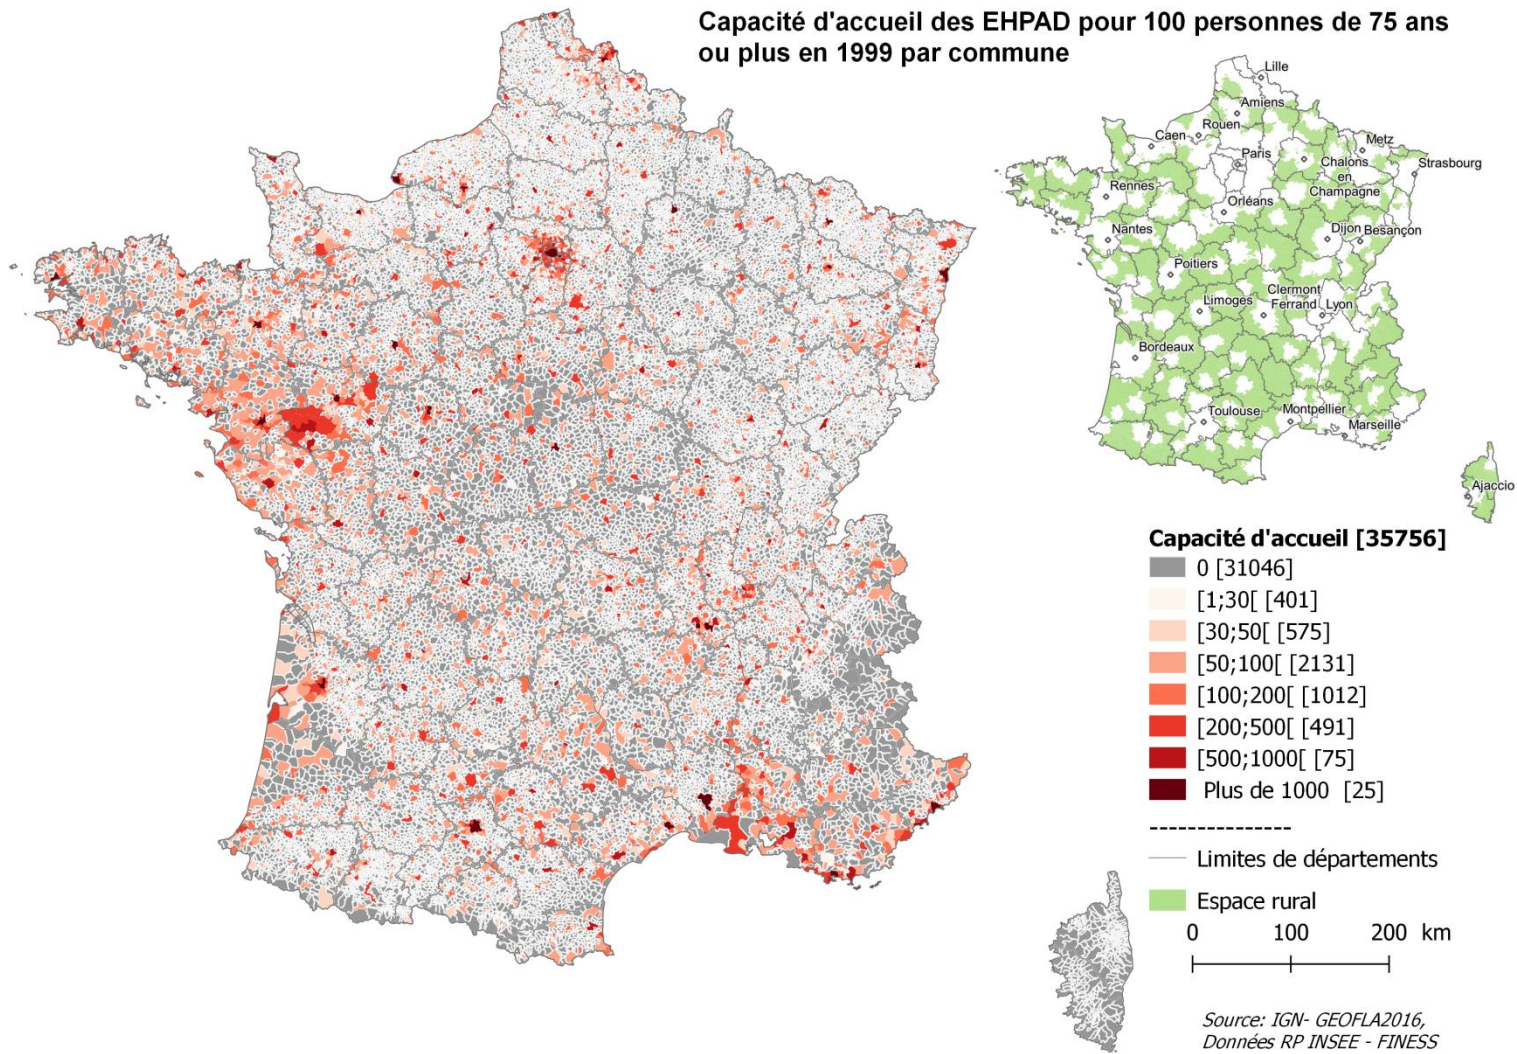 Capacité d'accueil des EHPAD pour 100 personnes de 75 ans
ou plus en 1999 par commune
Lille
Amiens
Rouen
Caen
Metz
Paris
Strasbourg
Chalons
en
Champagne
Rennes
Orléans
Nantes
Dijon
Besançon
Poitiers
Clermont
Ferrand
Limoges
Lyon
Bordeaux
Toulouse
Montpellier
Marseille
Ajaccio
Capacité d'accueil [35756]
0 [31046]
[1;30[ [401]
[30;50[ [575]
[50;100[ [2131]
[100;200[ [1012]
[200;500[ [491]
[500;1000[ [75]
Plus de 1000 [25]
---------------
Limites de départements
Espace rural
0 100 200 km
Source: IGN- GEOFLA2016,
Données RP INSEE - FINESS